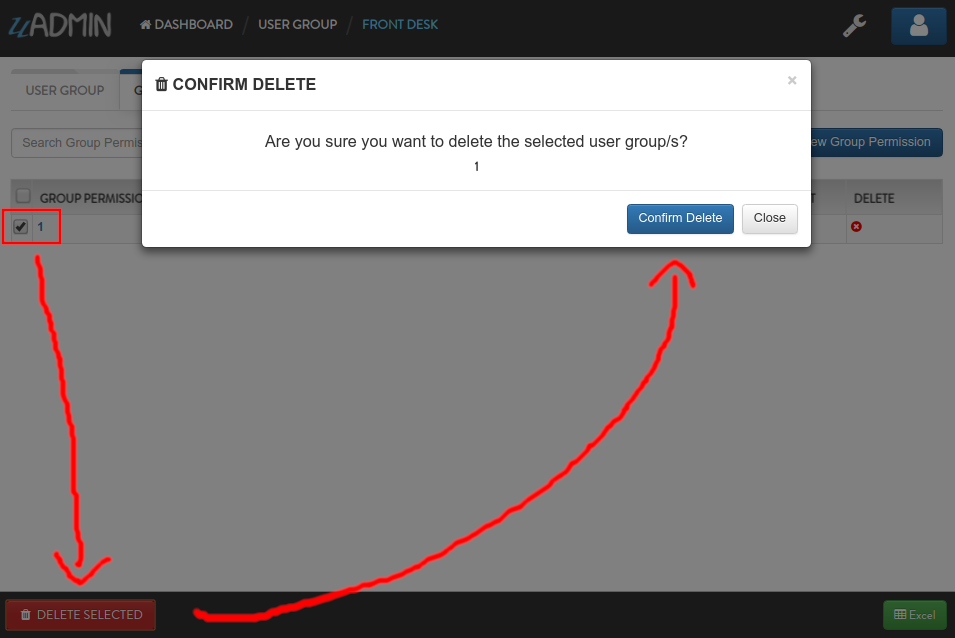 uADMIN
DASHBOARD / USER GROUP / FRONT DESK
USER GROUP
G
CONFIRM DELETE ×
Are you sure you want to delete the selected user group/s?
1
Confirm Delete
Close
Search Group Permis
ew Group Permission
GROUP PERMISSIO
T
DELETE
1
DELETE SELECTED
Excel